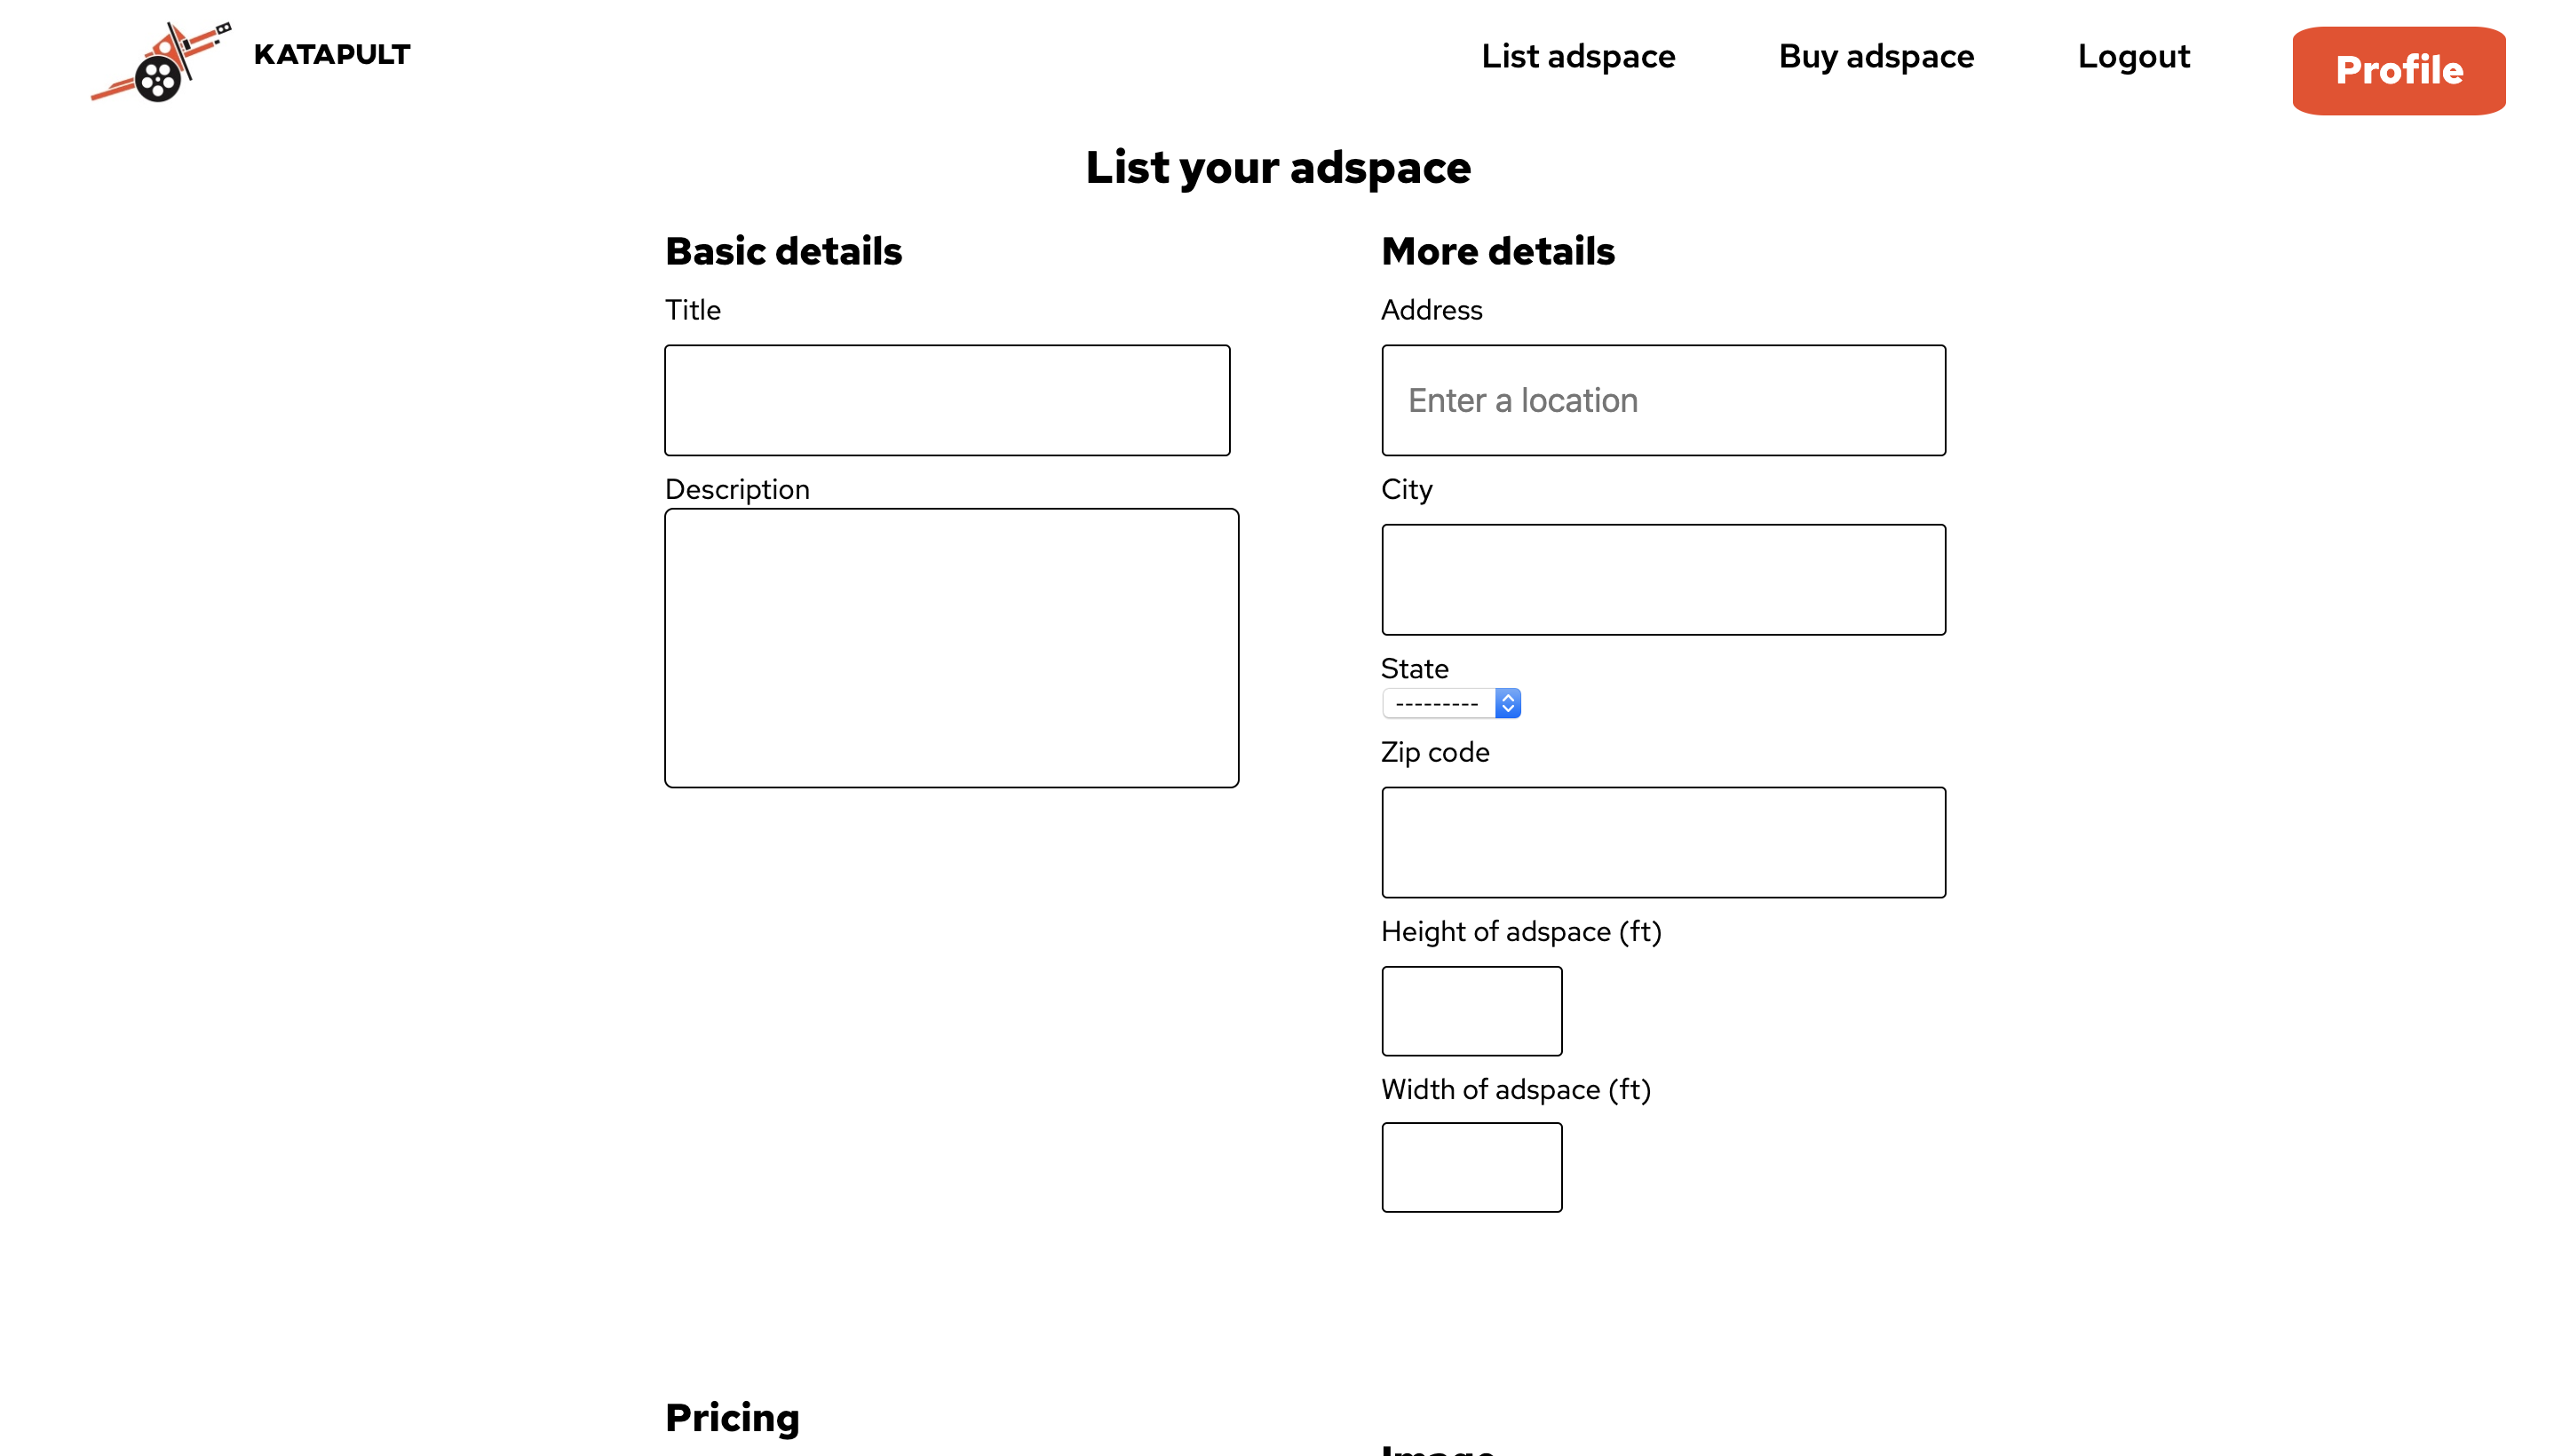 KATAPULT
List adspace
Buy adspace
Logout
Profile
List your adspace
Basic details
Title
Description
More details
Address
Enter a location
City
State
---------
Zip code
Height of adspace (ft)
Width of adspace (ft)
Pricing